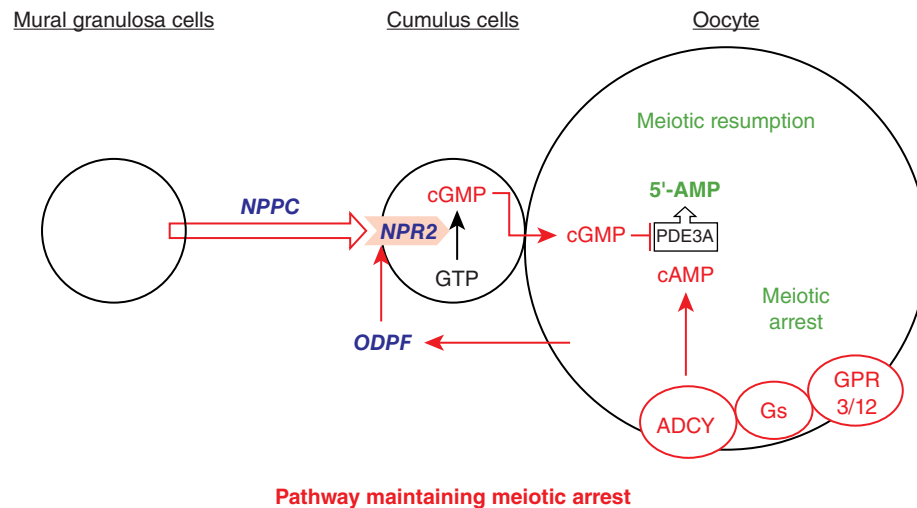 Mural granulosa cells
Cumulus cells
Oocyte
Meiotic resumption
5'-AMP
NPPC
cGMP
NPR2
cGMP
PDE3A
GTP
cAMP
Meiotic
arrest
ODPF
GPR
3/12
Gs
ADCY
Pathway maintaining meiotic arrest